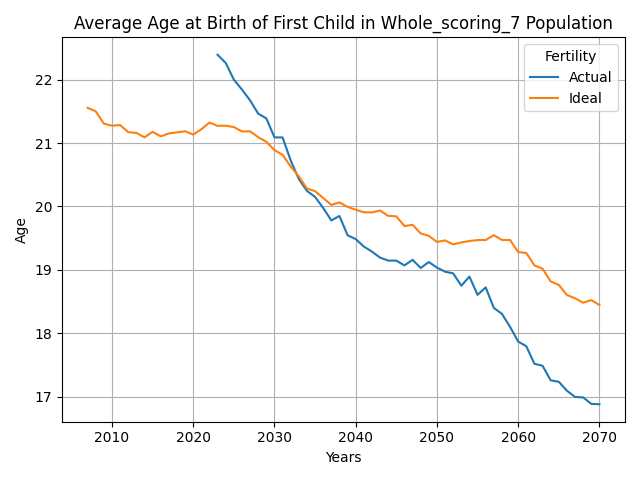 Average Age at Birth of First Child in Whole_scoring_7 Population
Fertility
Actual
Ideal
Age
22
21
20
19
18
17
2010 2020 2030 2040 2050 2060 2070
Years